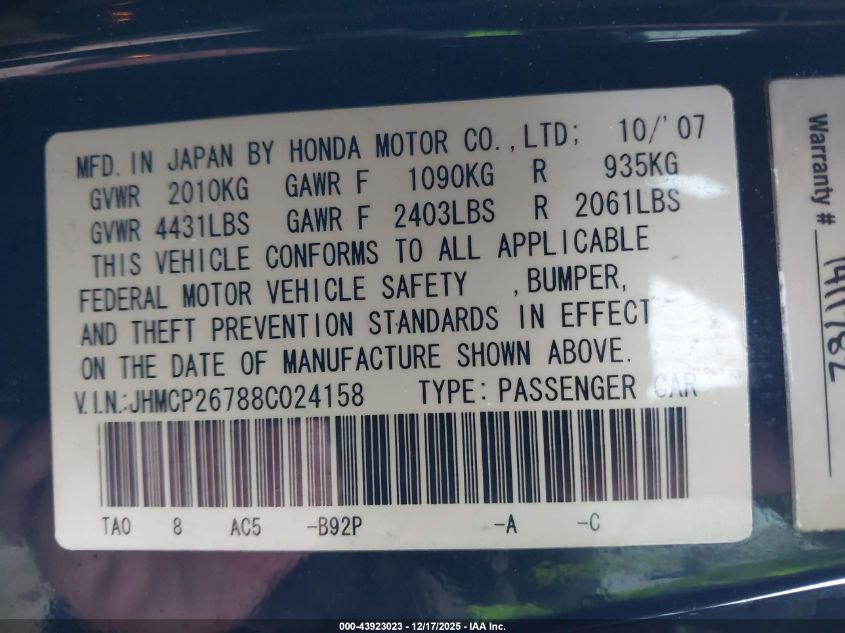 MFD. IN JAPAN BY HONDA MOTOR CO.,LTD; 10/'07
GVWR 2010KG GAWR F 1090KG R 935KG
GVWR 4431LBS GAWR F 2403LBS R 2061LBS
THIS VEHICLE CONFORMS TO ALL APPLICABLE
FEDERAL MOTOR VEHICLE SAFETY ,BUMPER,
AND THEFT PREVENTION STANDARDS IN EFFECT
ON THE DATE OF MANUFACTURE SHOWN ABOVE.
V.I.N.:JHMCP26788C024158 TYPE: PASSENGER CAR
TA0 8 AC5 -B92P -A -C
Warranty # 1411782
000-43923023 — 12/17/2025 — IAA Inc.